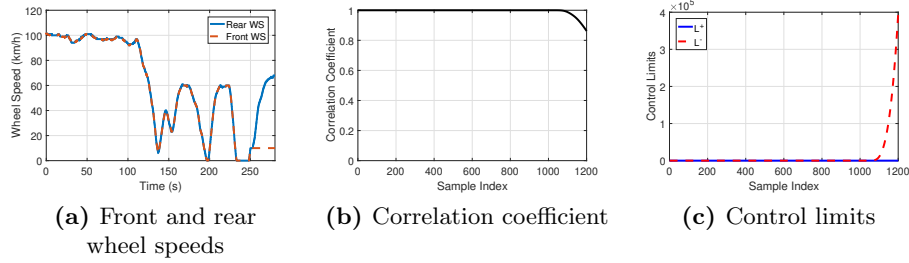 120
100
80
60
40
20
0
Wheel Speed (km/h)
Rear WS
Front WS
0 50 100 150 200 250
Time (s)
(a) Front and rear
wheel speeds
1
0.8
0.6
0.4
0.2
0
Correlation Coefficient
0 200 400 600 800 1000 1200
Sample Index
(b) Correlation coefficient
×10⁵
4
3
2
1
0
Control Limits
L⁺
L⁻
0 200 400 600 800 1000 1200
Sample Index
(c) Control limits